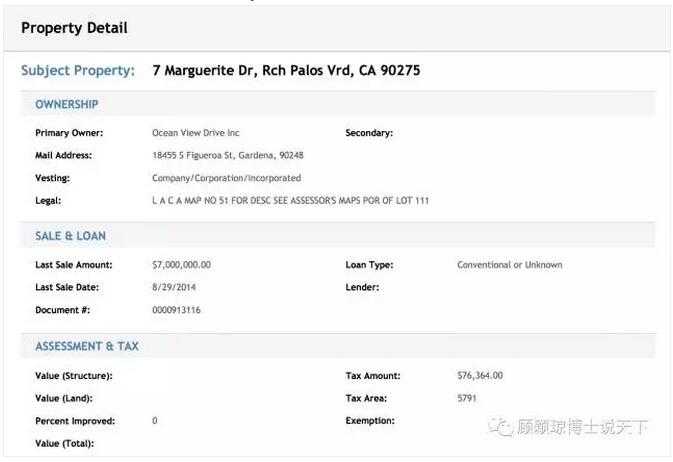 Property Detail
Subject Property: 7 Marguerite Dr, Rch Palos Vrd, CA 90275
OWNERSHIP
Primary Owner: Ocean View Drive Inc Secondary:
Mail Address: 18455 S Figueroa St, Gardena, 90248
Vesting: Company/Corporation/Incorporated
Legal: L A C A MAP NO 51 FOR DESC SEE ASSESSOR'S MAPS POR OF LOT 111
SALE & LOAN
Last Sale Amount: $7,000,000.00 Loan Type: Conventional or Unknown
Last Sale Date: 8/29/2014 Lender:
Document #: 0000913116
ASSESSMENT & TAX
Value (Structure): Tax Amount: $76,364.00
Value (Land): Tax Area: 5791
Percent Improved: 0 Exemption:
Value (Total):
顾颖琼博士说天下